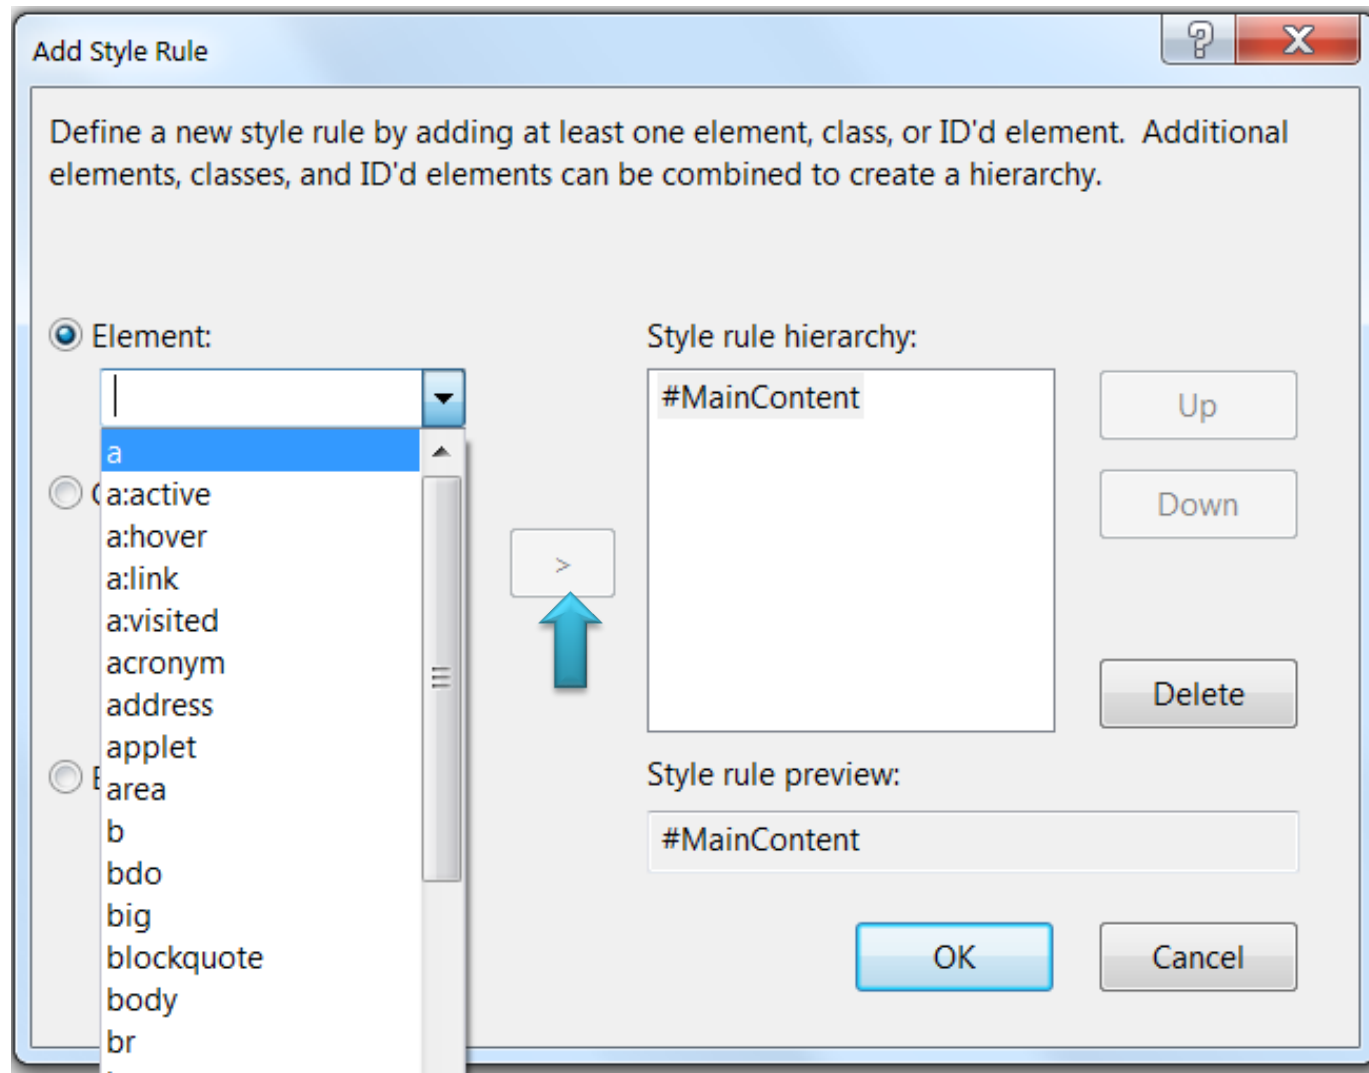 Add Style Rule
Define a new style rule by adding at least one element, class, or ID'd element.  Additional
elements, classes, and ID'd elements can be combined to create a hierarchy.
Element:
a
a:active
a:hover
a:link
a:visited
acronym
address
applet
area
b
bdo
big
blockquote
body
br
>
Style rule hierarchy:
#MainContent
Up
Down
Delete
Style rule preview:
#MainContent
OK
Cancel